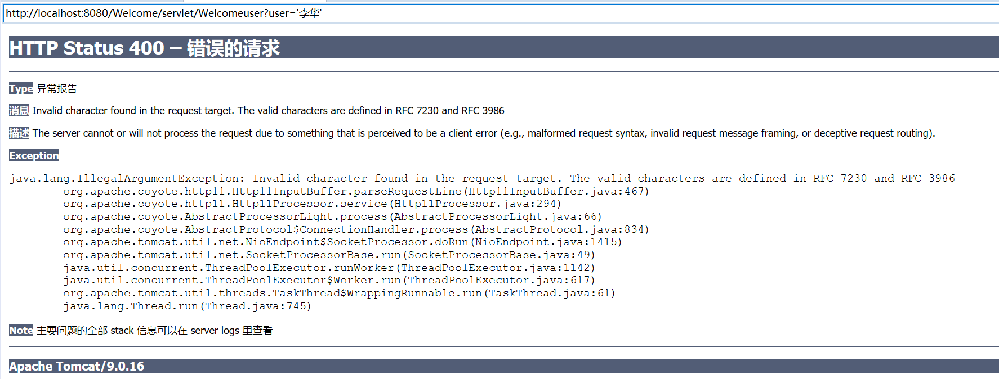 http://localhost:8080/Welcome/servlet/Welcomeuser?user='李华'
HTTP Status 400 – 错误的请求
Type 异常报告
消息 Invalid character found in the request target. The valid characters are defined in RFC 7230 and RFC 3986
描述 The server cannot or will not process the request due to something that is perceived to be a client error (e.g., malformed request syntax, invalid request message framing, or deceptive request routing).
Exception
java.lang.IllegalArgumentException: Invalid character found in the request target. The valid characters are defined in RFC 7230 and RFC 3986
org.apache.coyote.http11.Http11InputBuffer.parseRequestLine(Http11InputBuffer.java:467)
org.apache.coyote.http11.Http11Processor.service(Http11Processor.java:294)
org.apache.coyote.AbstractProcessorLight.process(AbstractProcessorLight.java:66)
org.apache.coyote.AbstractProtocol$ConnectionHandler.process(AbstractProtocol.java:834)
org.apache.tomcat.util.net.NioEndpoint$SocketProcessor.doRun(NioEndpoint.java:1415)
org.apache.tomcat.util.net.SocketProcessorBase.run(SocketProcessorBase.java:49)
java.util.concurrent.ThreadPoolExecutor.runWorker(ThreadPoolExecutor.java:1142)
java.util.concurrent.ThreadPoolExecutor$Worker.run(ThreadPoolExecutor.java:617)
org.apache.tomcat.util.threads.TaskThread$WrappingRunnable.run(TaskThread.java:61)
java.lang.Thread.run(Thread.java:745)
Note 主要问题的全部 stack 信息可以在 server logs 里查看
Apache Tomcat/9.0.16